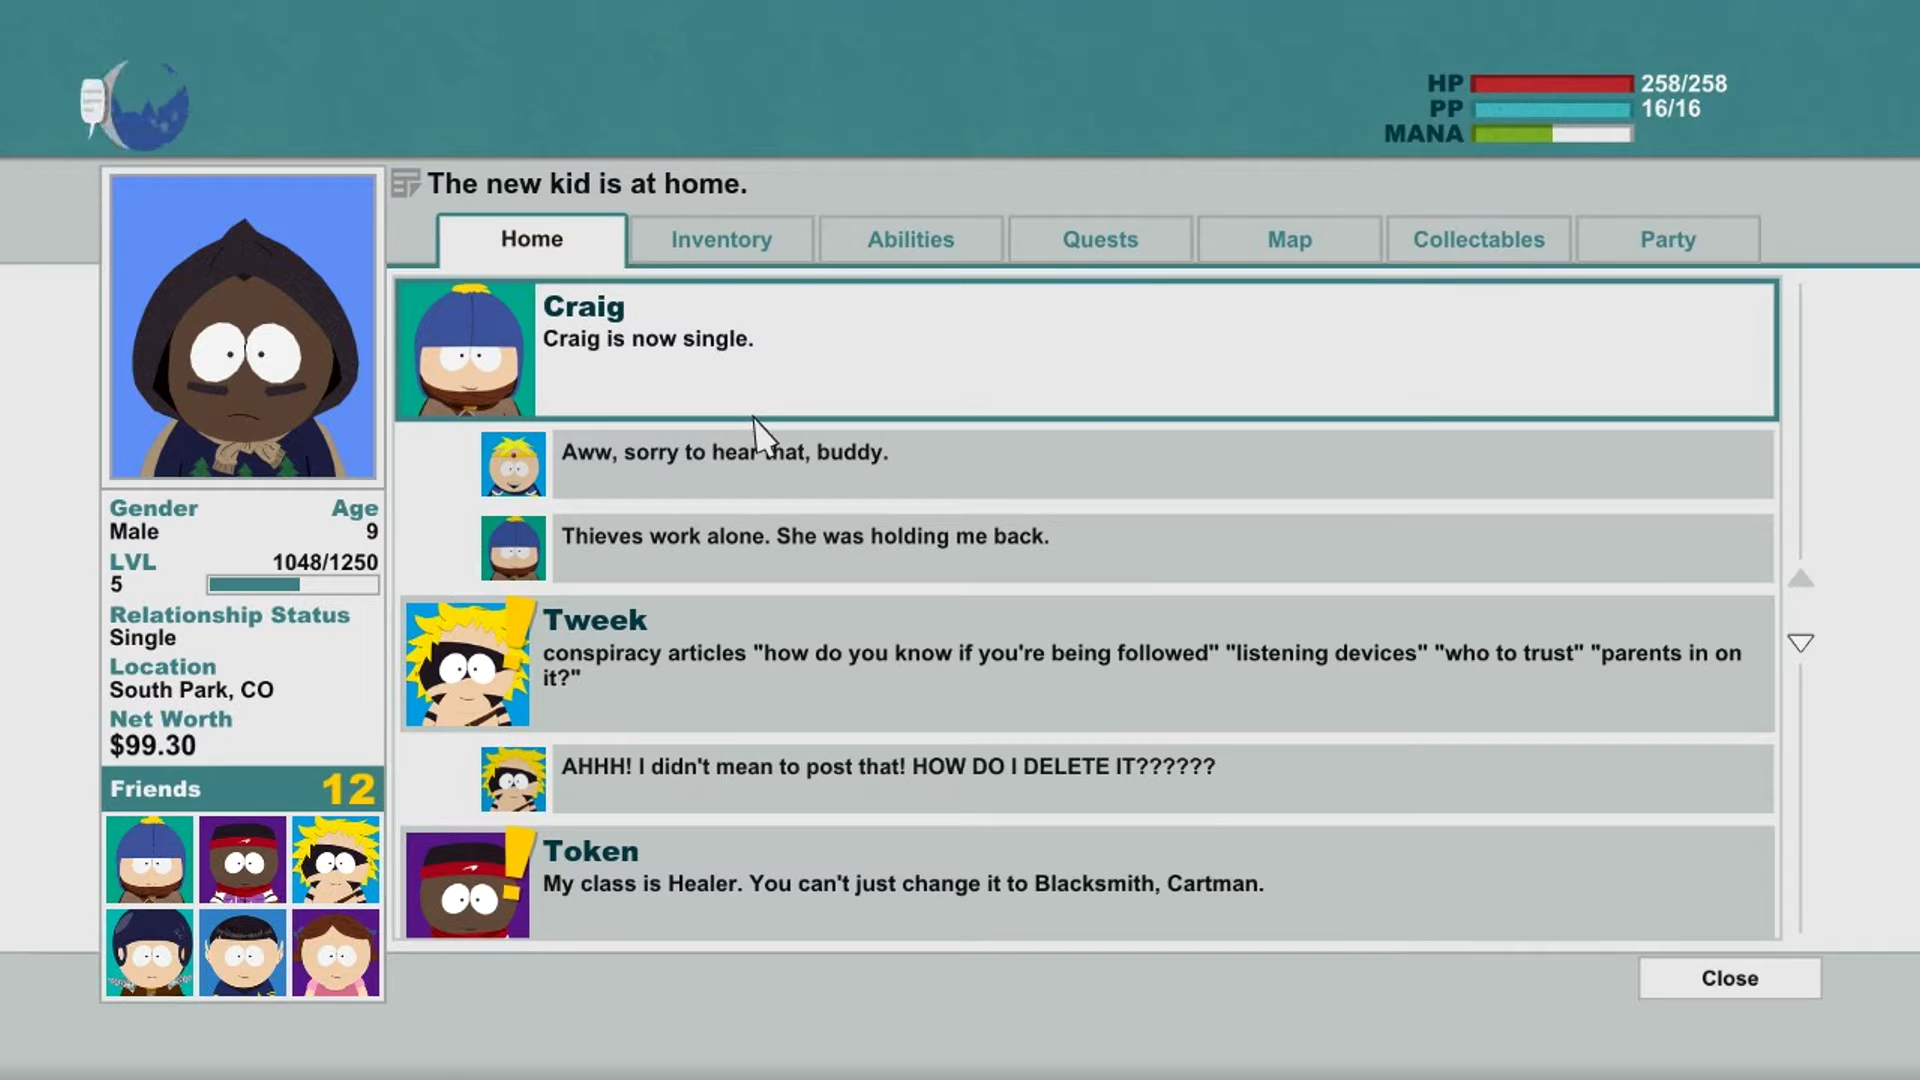 HP 258/258
PP 16/16
MANA
The new kid is at home.
Home Inventory Abilities Quests Map Collectables Party
Gender Age
Male 9
LVL 1048/1250
5
Relationship Status
Single
Location
South Park, CO
Net Worth
$99.30
Friends 12
Craig
Craig is now single.
Aww, sorry to hear that, buddy.
Thieves work alone. She was holding me back.
Tweek
conspiracy articles "how do you know if you're being followed" "listening devices" "who to trust" "parents in on
it?"
AHHH! I didn't mean to post that! HOW DO I DELETE IT??????
Token
My class is Healer. You can't just change it to Blacksmith, Cartman.
Close